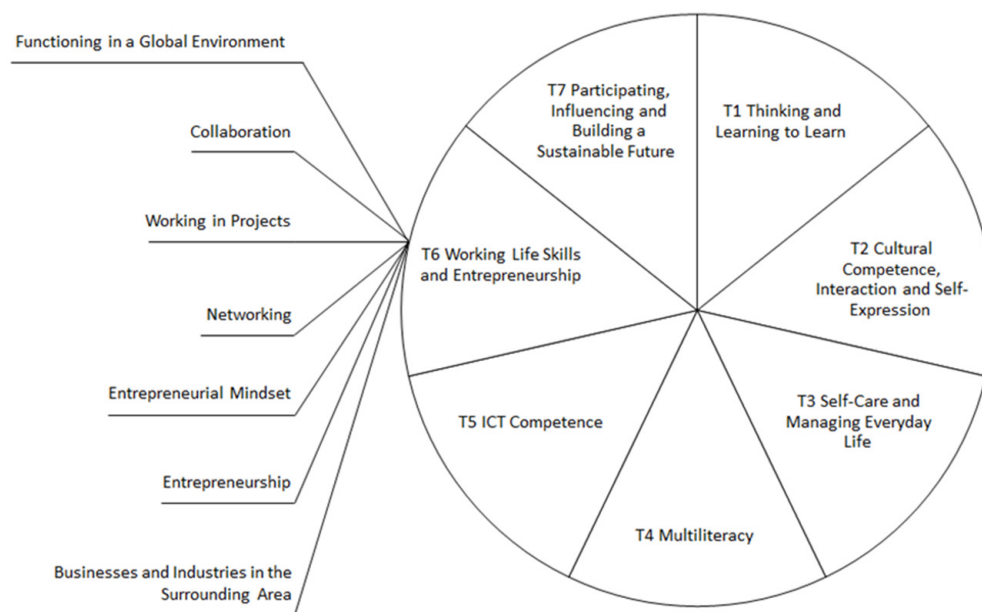 Functioning in a Global Environment
Collaboration
Working in Projects
Networking
Entrepreneurial Mindset
Entrepreneurship
Businesses and Industries in the
Surrounding Area
T7 Participating,
Influencing and
Building a
Sustainable Future
T1 Thinking and
Learning to Learn
T6 Working Life Skills
and Entrepreneurship
T2 Cultural
Competence,
Interaction and Self-
Expression
T5 ICT Competence
T3 Self-Care and
Managing Everyday
Life
T4 Multiliteracy